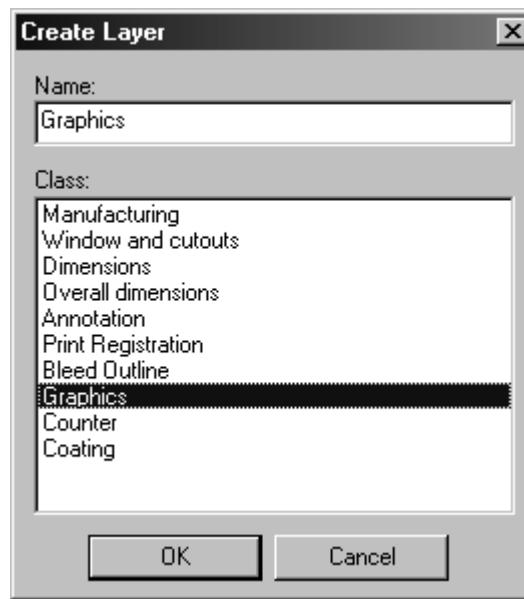 Create Layer
Name:
Graphics
Class:
Manufacturing
Window and cutouts
Dimensions
Overall dimensions
Annotation
Print Registration
Bleed Outline
Graphics
Counter
Coating
OK Cancel